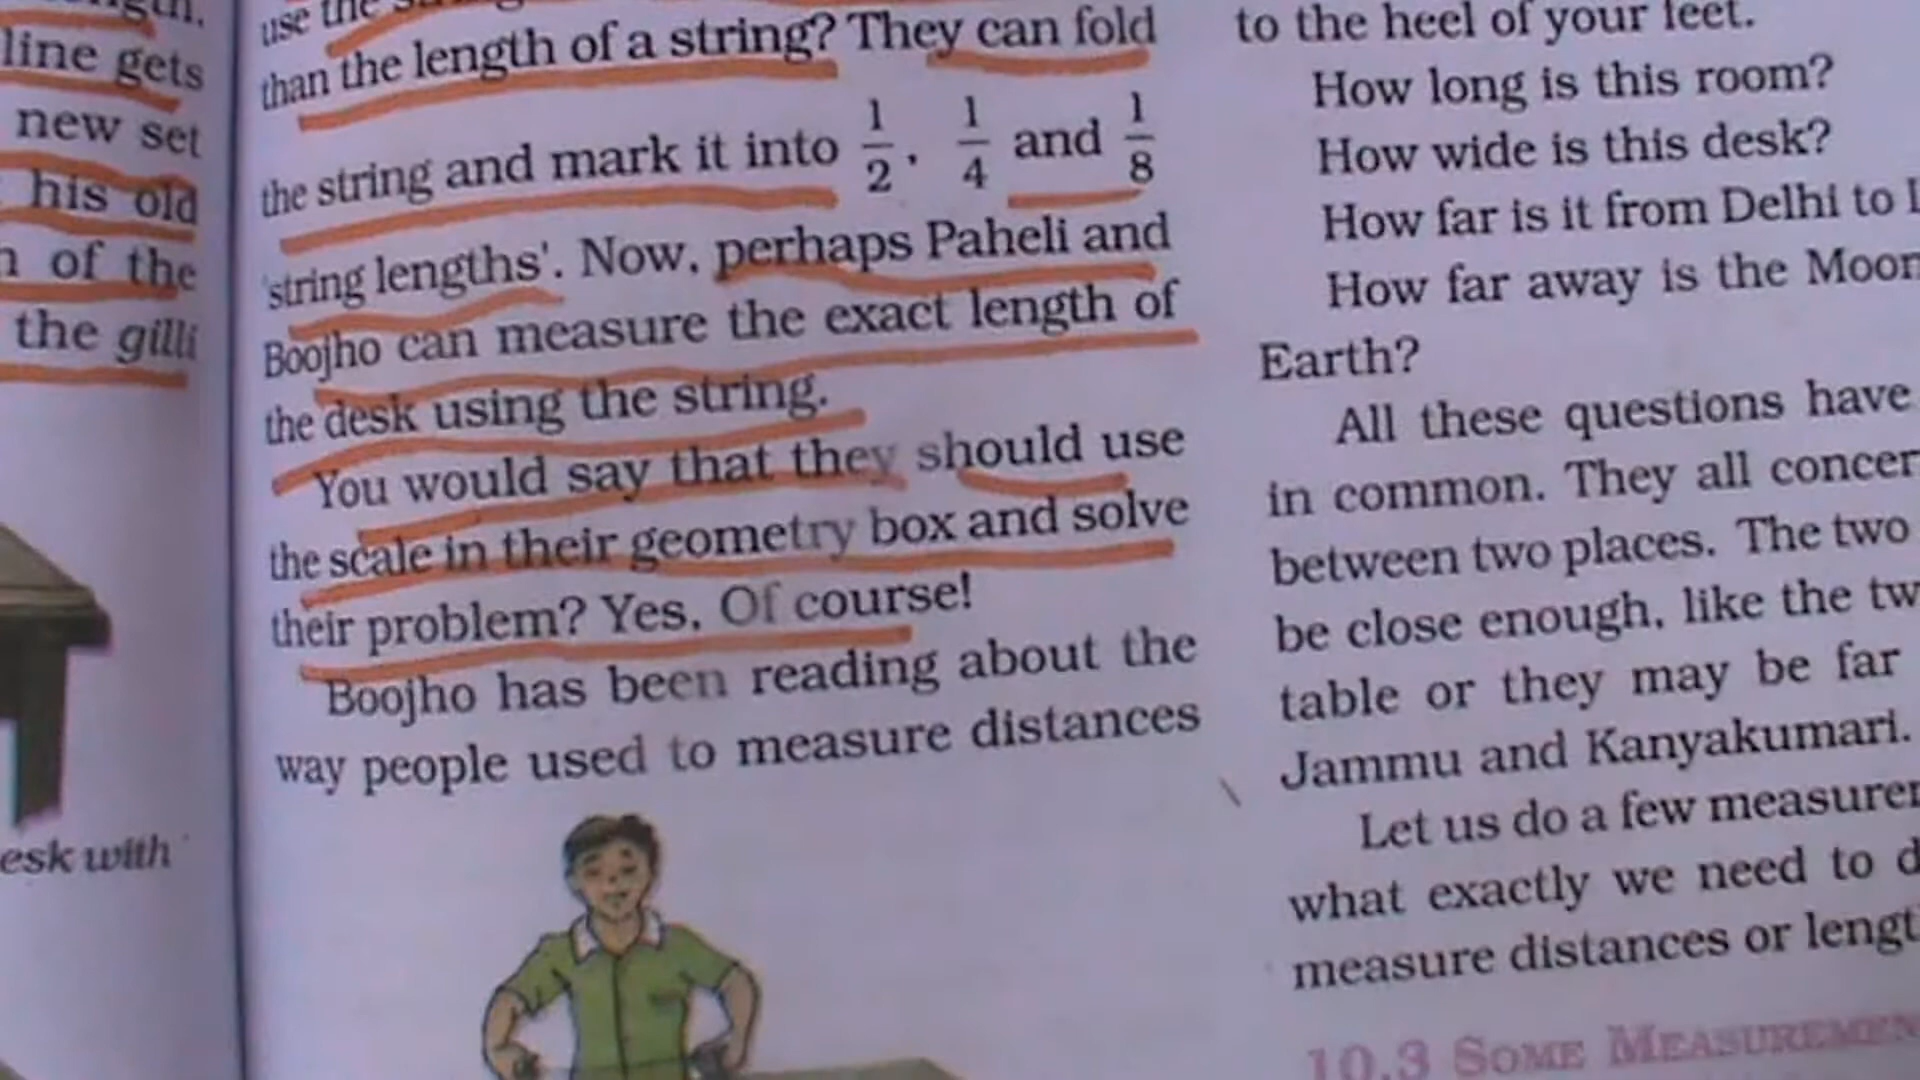 line gets
new set
his old
of the
the gilli
esk with
use the
than the length of a string? They can fold
the string and mark it into 1/2, 1/4 and 1/8
'string lengths'. Now, perhaps Paheli and
Boojho can measure the exact length of
the desk using the string.
You would say that they should use
the scale in their geometry box and solve
their problem? Yes, Of course!
Boojho has been reading about the
way people used to measure distances
to the heel of your feet.
How long is this room?
How wide is this desk?
How far is it from Delhi to
How far away is the Moon
Earth?
All these questions have
in common. They all concer
between two places. The two
be close enough, like the tw
table or they may be far
Jammu and Kanyakumari.
Let us do a few measurem
what exactly we need to d
measure distances or lengt
10.3 SOME MEASUREMEN